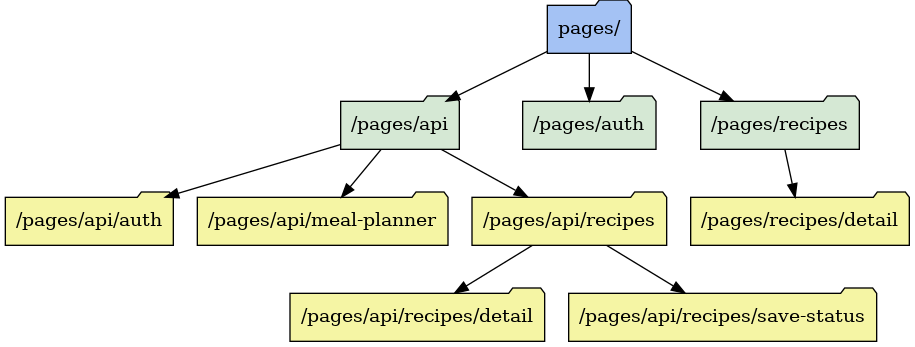 pages/
/pages/api
/pages/auth
/pages/recipes
/pages/api/auth
/pages/api/meal-planner
/pages/api/recipes
/pages/recipes/detail
/pages/api/recipes/detail
/pages/api/recipes/save-status